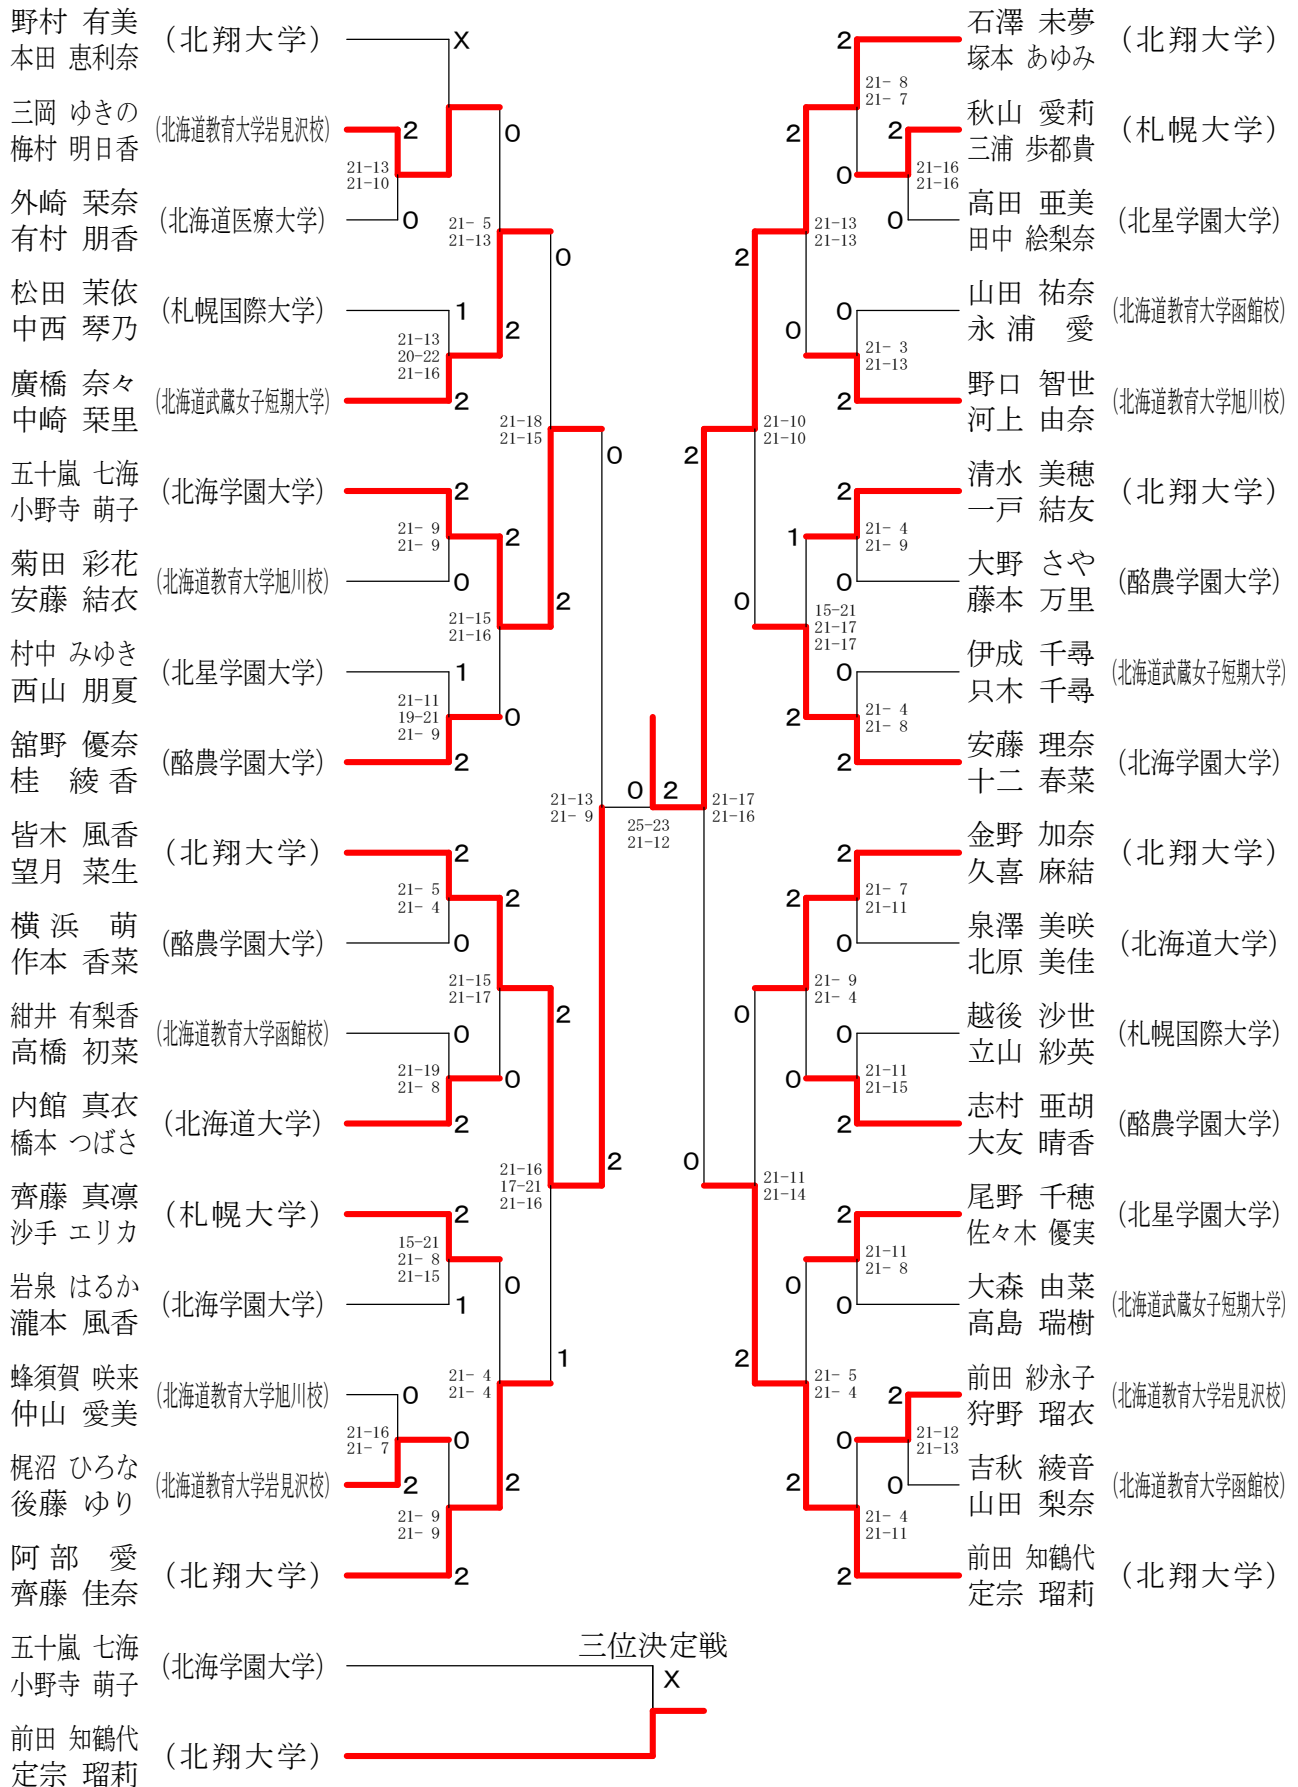 野村 有美
本田 恵利奈
(北翔大学)
X
三岡 ゆきの
梅村 明日香
(北海道教育大学岩見沢校)
2
0
21-13
21-10
外崎 栞奈
有村 朋香
(北海道医療大学)
0
21- 5
21-13
0
松田 茉依
中西 琴乃
(札幌国際大学)
1
2
21-13
20-22
21-16
廣橋 奈々
中崎 栞里
(北海道武蔵女子短期大学)
2
21-18
21-15
0
五十嵐 七海
小野寺 萌子
(北海学園大学)
2
21- 9
21- 9
2
菊田 彩花
安藤 結衣
(北海道教育大学旭川校)
0
2
21-15
21-16
村中 みゆき
西山 朋夏
(北星学園大学)
1
21-11
19-21
21- 9
0
舘野 優奈
桂 綾香
(酪農学園大学)
2
21-13
21- 9
0 2
25-23
21-12
皆木 風香
望月 菜生
(北翔大学)
2
21- 5
21- 4
2
横浜 萌
作本 香菜
(酪農学園大学)
0
21-15
21-17
2
紺井 有梨香
高橋 初菜
(北海道教育大学函館校)
0
21-19
21- 8
0
内館 真衣
橋本 つばさ
(北海道大学)
2
21-16
17-21
21-16
2
齊藤 真凛
沙手 エリカ
(札幌大学)
2
15-21
21- 8
21-15
0
岩泉 はるか
瀧本 風香
(北海学園大学)
1
21- 4
21- 4
1
蜂須賀 咲来
仲山 愛美
(北海道教育大学旭川校)
0
21-16
21- 7
0
梶沼 ひろな
後藤 ゆり
(北海道教育大学岩見沢校)
2
2
21- 9
21- 9
阿部 愛
齊藤 佳奈
(北翔大学)
2
2
石澤 未夢
塚本 あゆみ
(北翔大学)
21- 8
21- 7
2
2
秋山 愛莉
三浦 歩都貴
(札幌大学)
0
21-16
21-16
0
高田 亜美
田中 絵梨奈
(北星学園大学)
21-13
21-13
2
0
山田 祐奈
永浦 愛
(北海道教育大学函館校)
0
21- 3
21-13
2
野口 智世
河上 由奈
(北海道教育大学旭川校)
21-10
21-10
2
2
清水 美穂
一戸 結友
(北翔大学)
1
21- 4
21- 9
0
大野 さや
藤本 万里
(酪農学園大学)
0
15-21
21-17
21-17
0
伊成 千尋
只木 千尋
(北海道武蔵女子短期大学)
2
21- 4
21- 8
2
安藤 理奈
十二 春菜
(北海学園大学)
21-17
21-16
2
金野 加奈
久喜 麻結
(北翔大学)
2
21- 7
21-11
0
泉澤 美咲
北原 美佳
(北海道大学)
21- 9
21- 4
0
0
越後 沙世
立山 紗英
(札幌国際大学)
0
21-11
21-15
2
志村 亜胡
大友 晴香
(酪農学園大学)
0
21-11
21-14
2
尾野 千穂
佐々木 優実
(北星学園大学)
0
21-11
21- 8
0
大森 由菜
高島 瑞樹
(北海道武蔵女子短期大学)
2
21- 5
21- 4
2
前田 紗永子
狩野 瑠衣
(北海道教育大学岩見沢校)
0
21-12
21-13
2
0
吉秋 綾音
山田 梨奈
(北海道教育大学函館校)
21- 4
21-11
2
前田 知鶴代
定宗 瑠莉
(北翔大学)
三位決定戦
五十嵐 七海
小野寺 萌子
(北海学園大学)
X
前田 知鶴代
定宗 瑠莉
(北翔大学)